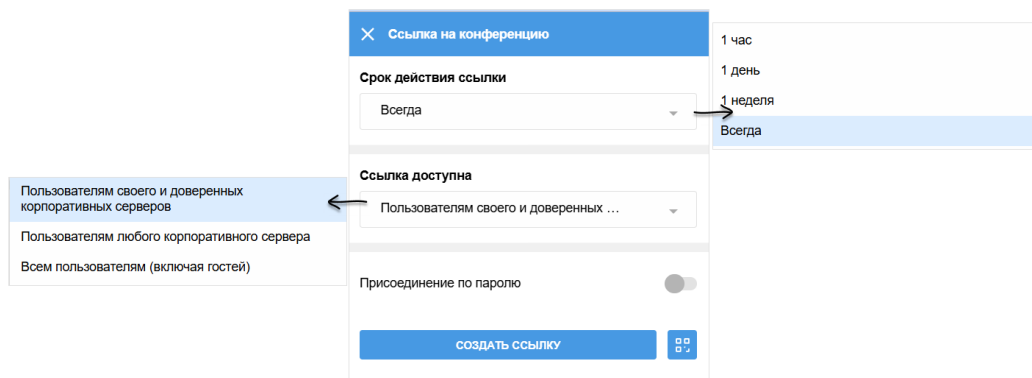 Ссылка на конференцию
Срок действия ссылки
Всегда
1 час
1 день
1 неделя
Всегда
Ссылка доступна
Пользователям своего и доверенных ...
Пользователям своего и доверенных
корпоративных серверов
Пользователям любого корпоративного сервера
Всем пользователям (включая гостей)
Присоединение по паролю
СОЗДАТЬ ССЫЛКУ